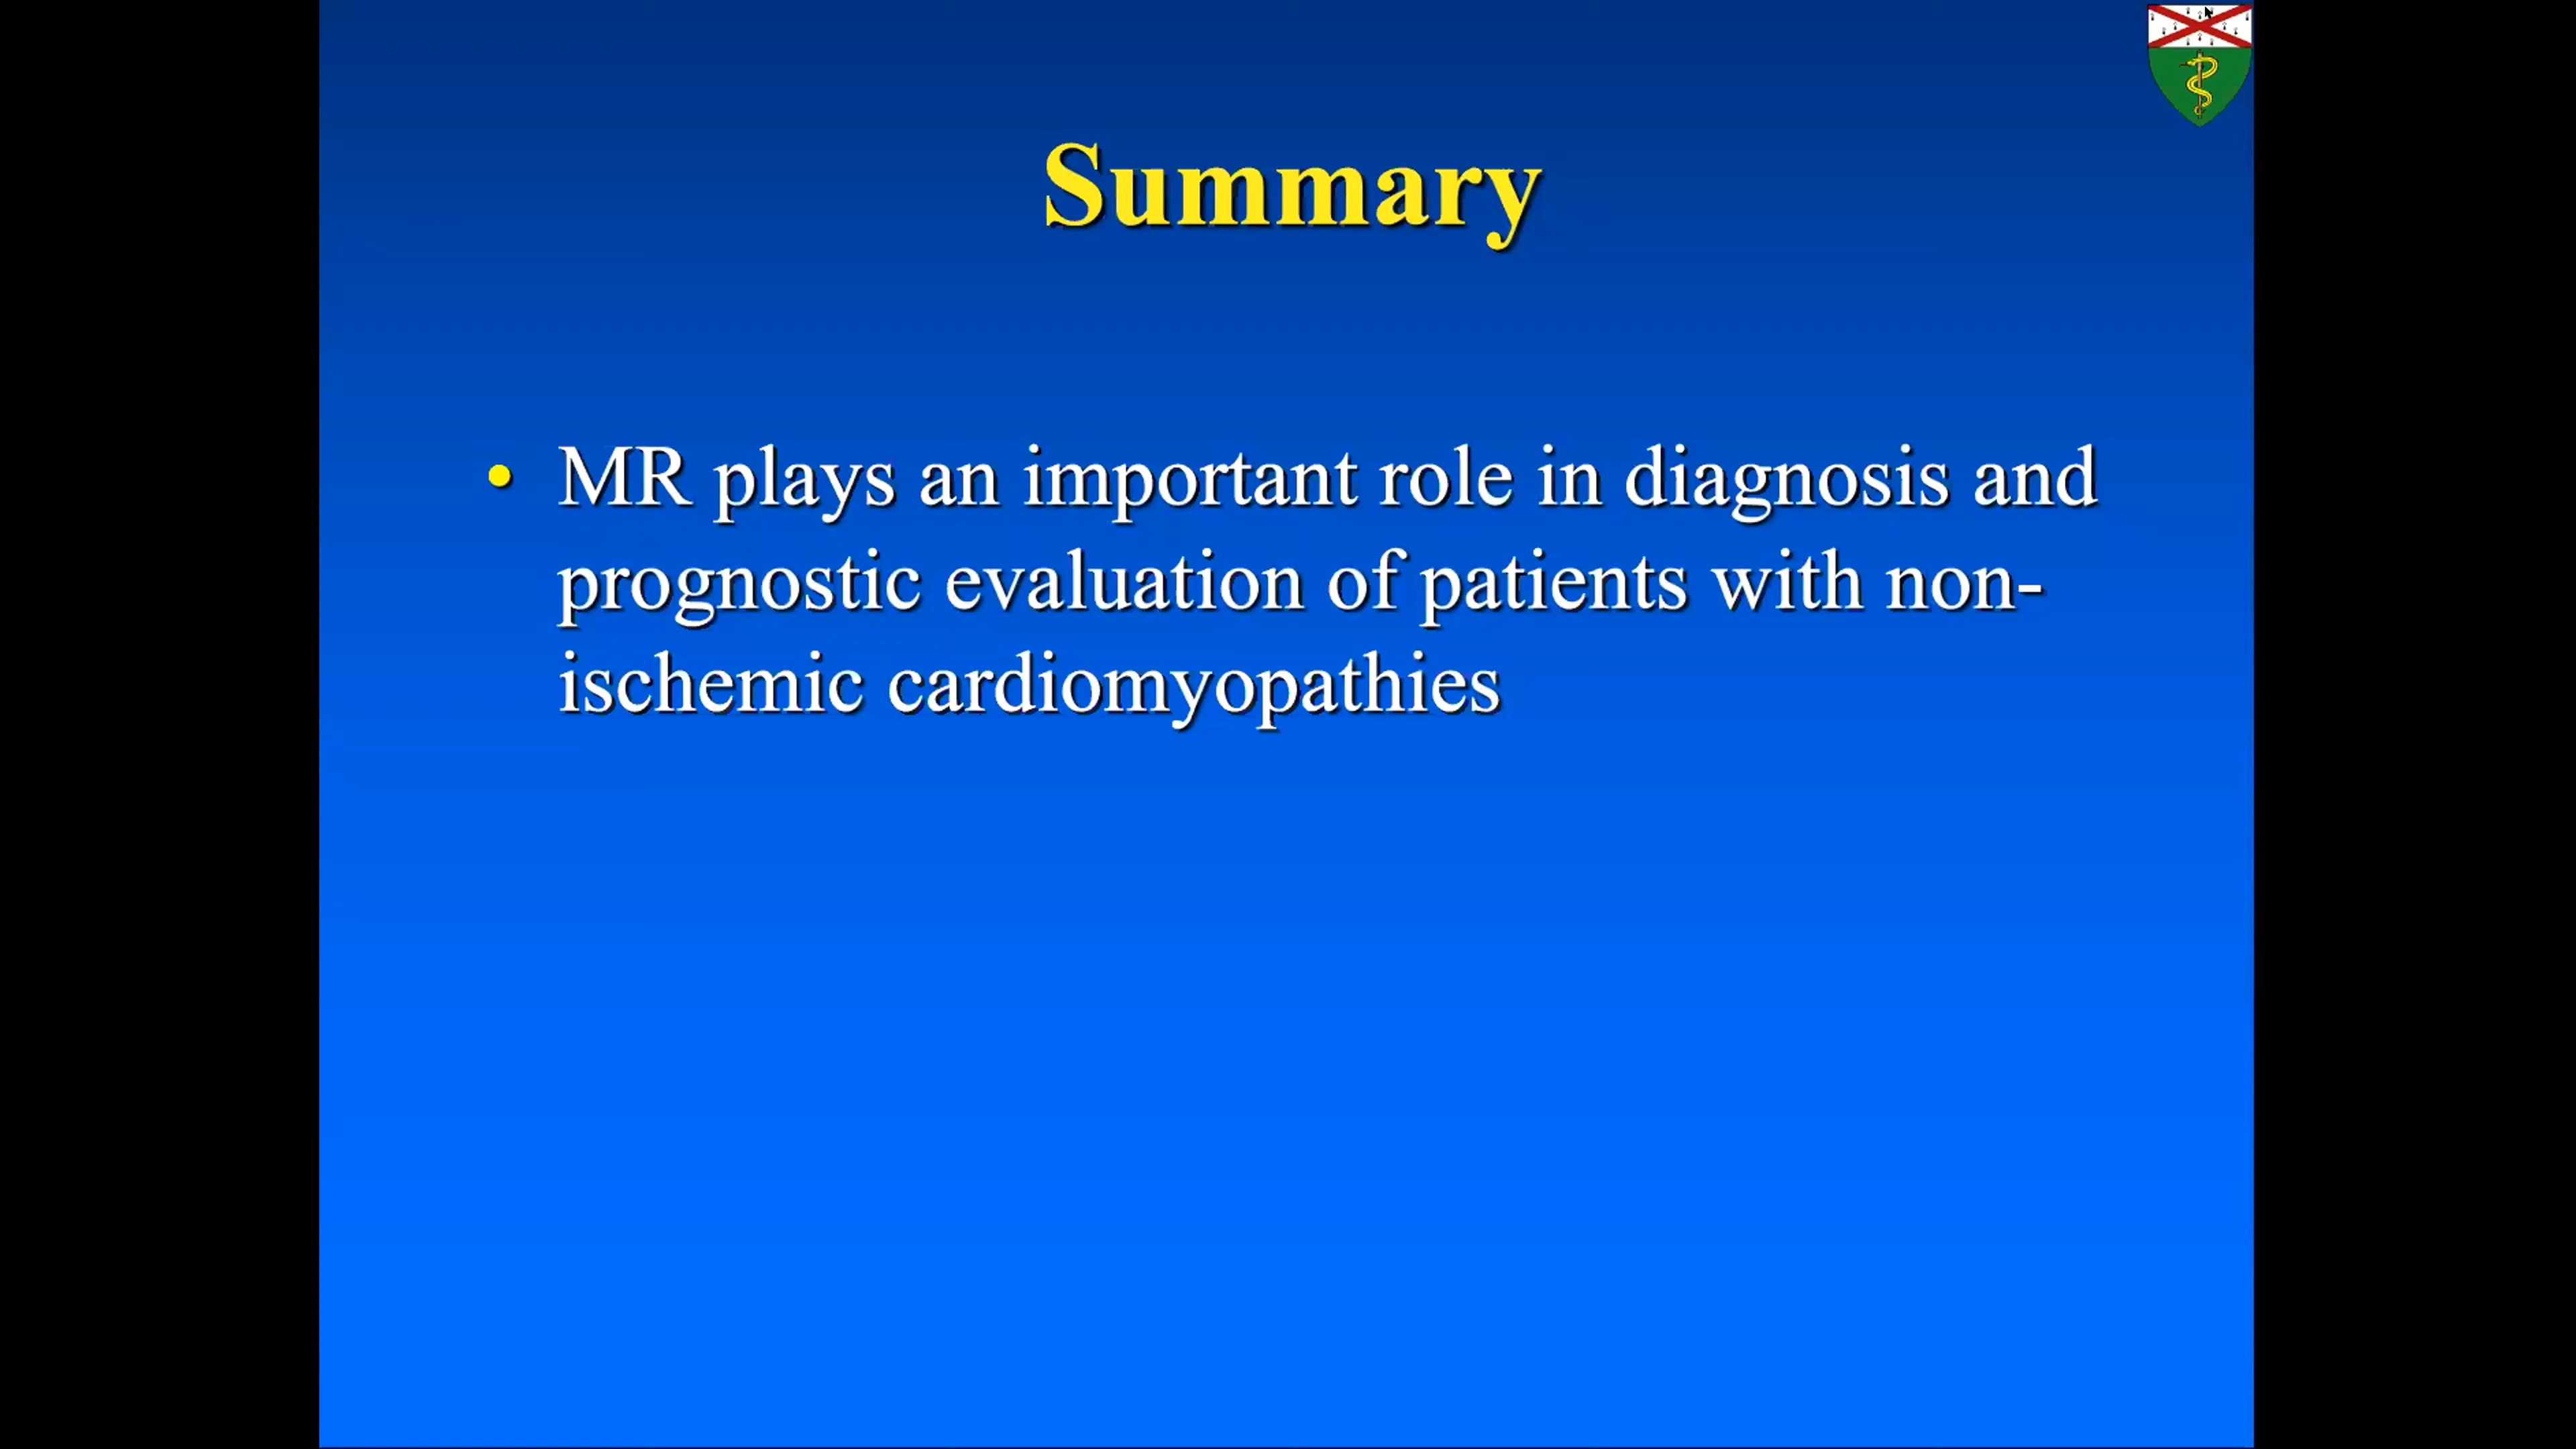 Summary
• MR plays an important role in diagnosis and
prognostic evaluation of patients with non-
ischemic cardiomyopathies